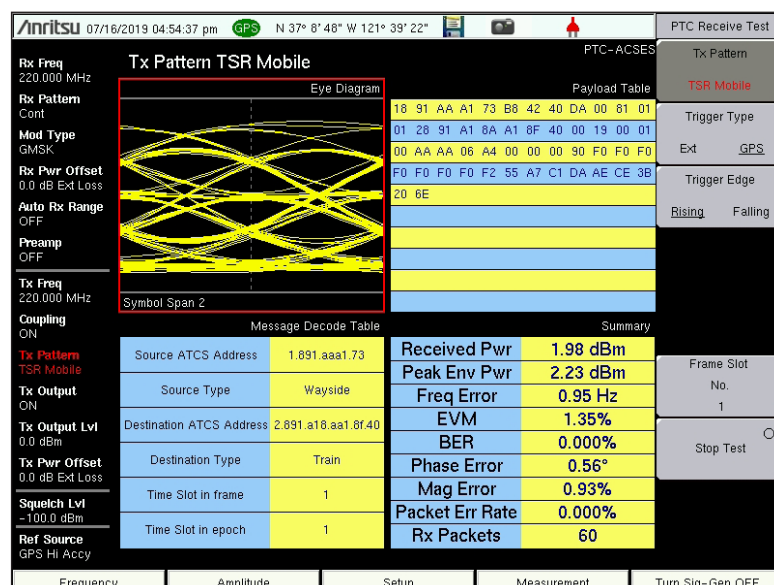 Anritsu 07/16/2019 04:54:37 pm GPS N 37° 8' 48" W 121° 39' 22"
PTC Receive Test
PTC-ACSES
Rx Freq
220.000 MHz
Rx Pattern
Cont
Mod Type
GMSK
Rx Pwr Offset
0.0 dB Ext Loss
Auto Rx Range
OFF
Preamp
OFF
Tx Freq
220.000 MHz
Coupling
ON
Tx Pattern
TSR Mobile
Tx Output
ON
Tx Output Lvl
0.0 dBm
Tx Pwr Offset
0.0 dB Ext Loss
Squelch Lvl
-100.0 dBm
Ref Source
GPS Hi Accy
Tx Pattern TSR Mobile
Eye Diagram
Symbol Span 2
Payload Table
18 91 AA A1 73 B8 42 40 DA 00 81 01
01 28 91 A1 8A A1 8F 40 00 19 00 01
00 AA AA 06 A4 00 00 00 90 F0 F0 F0
F0 F0 F0 F0 F2 55 A7 C1 DA AE CE 3B
20 6E
Message Decode Table
Source ATCS Address 1.891.aaa1.73
Source Type Wayside
Destination ATCS Address 2.891.a18.aa1.8f.40
Destination Type Train
Time Slot in frame 1
Time Slot in epoch 1
Summary
Received Pwr 1.98 dBm
Peak Env Pwr 2.23 dBm
Freq Error 0.95 Hz
EVM 1.35%
BER 0.000%
Phase Error 0.56°
Mag Error 0.93%
Packet Err Rate 0.000%
Rx Packets 60
Tx Pattern
TSR Mobile
Trigger Type
Ext GPS
Trigger Edge
Rising Falling
Frame Slot
No.
1
Stop Test
Frequency Amplitude Setup Measurement Turn Sig-Gen OFF